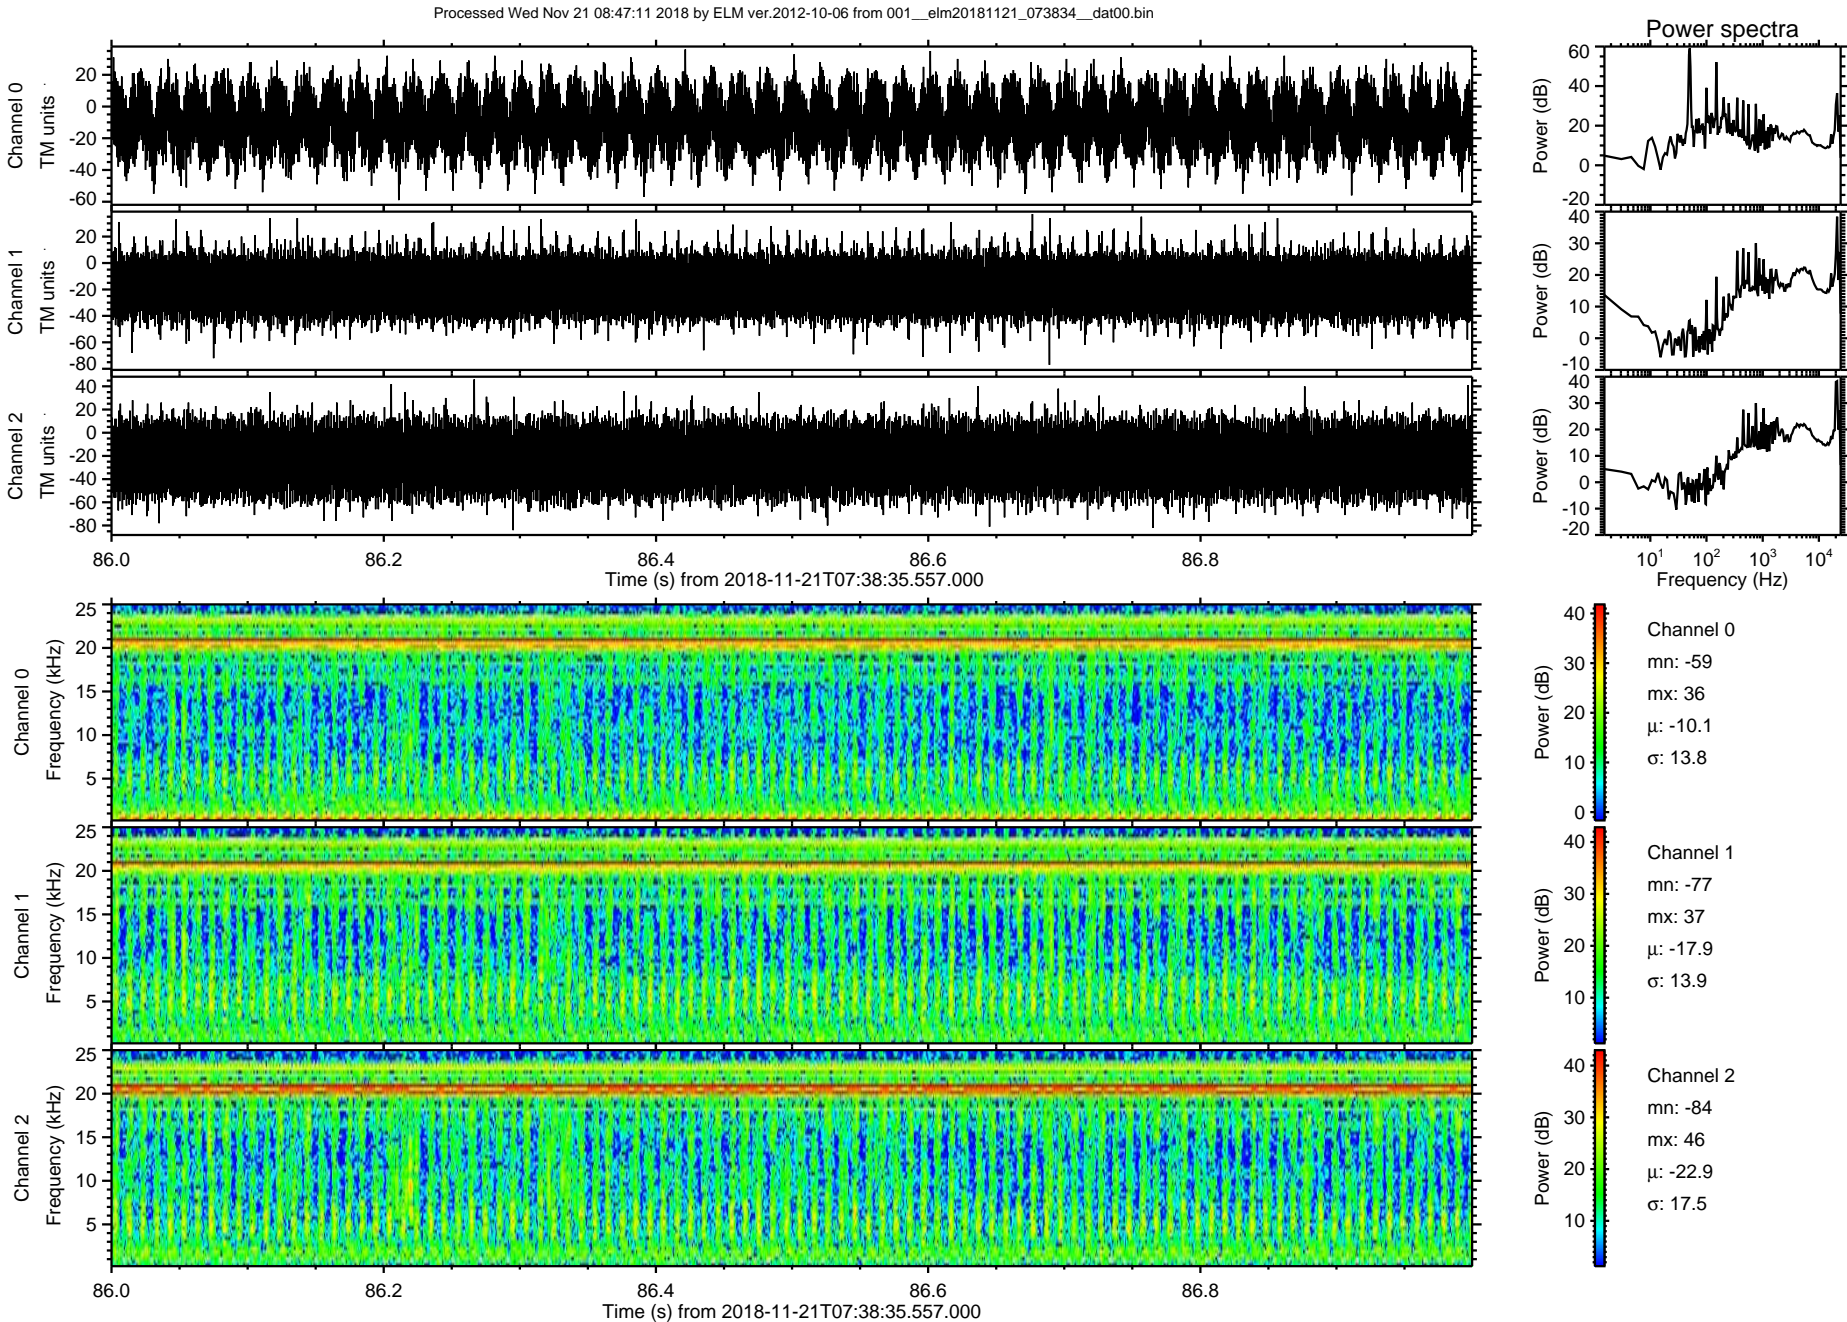 Processed Wed Nov 21 08:47:11 2018 by ELM ver.2012-10-06 from 001__elm20181121_073834__dat00.bin
Power spectra
Channel 0
TM units
20
0
-20
-40
-60
Power (dB)
60
40
20
0
-20
Channel 1
TM units
20
0
-20
-40
-60
-80
Power (dB)
40
30
20
10
0
-10
Channel 2
TM units
40
20
0
-20
-40
-60
-80
Power (dB)
40
30
20
10
0
-10
-20
86.0 86.2 86.4 86.6 86.8
Time (s) from 2018-11-21T07:38:35.557.000
10^1 10^2 10^3 10^4
Frequency (Hz)
Channel 0
Frequency (kHz)
25
20
15
10
5
Power (dB)
40
30
20
10
0
Channel 0
mn: -59
mx: 36
μ: -10.1
σ: 13.8
Channel 1
Frequency (kHz)
25
20
15
10
5
Power (dB)
40
30
20
10
Channel 1
mn: -77
mx: 37
μ: -17.9
σ: 13.9
Channel 2
Frequency (kHz)
25
20
15
10
5
Power (dB)
40
30
20
10
Channel 2
mn: -84
mx: 46
μ: -22.9
σ: 17.5
86.0 86.2 86.4 86.6 86.8
Time (s) from 2018-11-21T07:38:35.557.000